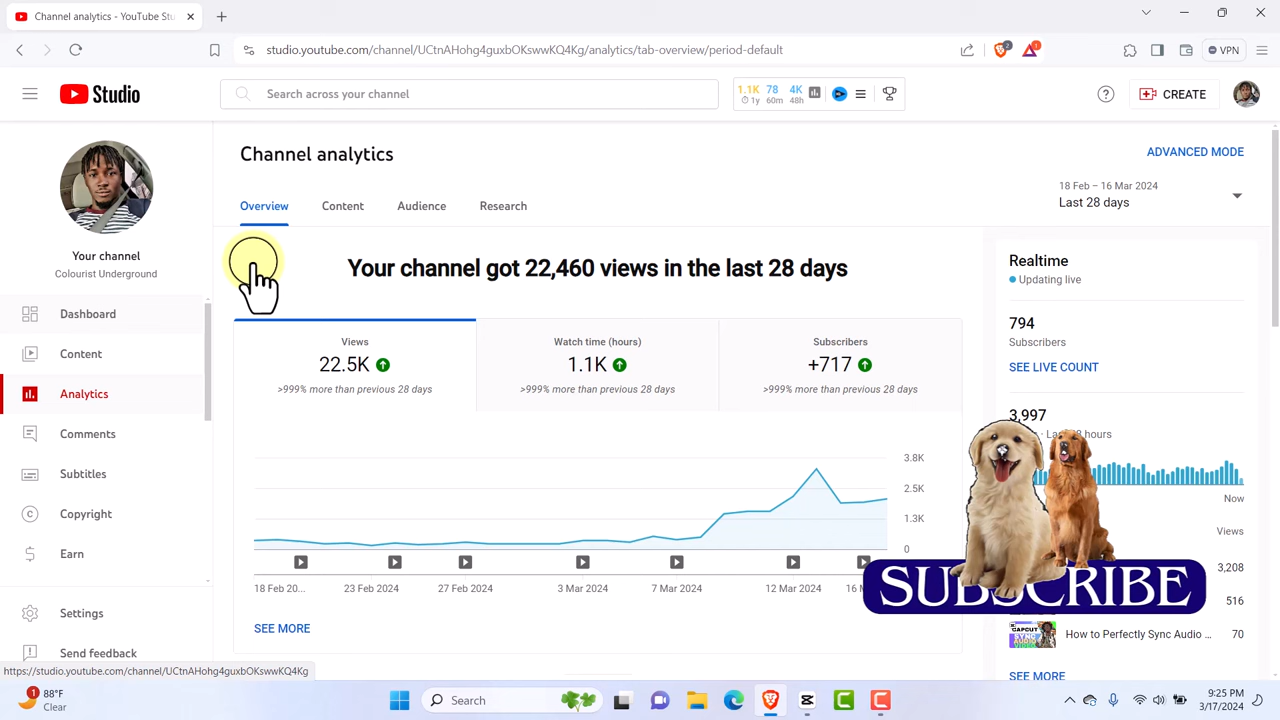 Channel analytics - YouTube Stu
studio.youtube.com/channel/UCtnAHohg4guxbOKswwKQ4Kg/analytics/tab-overview/period-default
2
1
VPN
Studio
Search across your channel
1.1K 78 4K
1y 60m 48h
CREATE
Your channel
Colourist Underground
Dashboard
Content
Analytics
Comments
Subtitles
Copyright
Earn
Settings
Send feedback
Channel analytics
ADVANCED MODE
Overview
Content
Audience
Research
18 Feb – 16 Mar 2024
Last 28 days
Your channel got 22,460 views in the last 28 days
Views
22.5K
>999% more than previous 28 days
Watch time (hours)
1.1K
>999% more than previous 28 days
Subscribers
+717
>999% more than previous 28 days
3.8K
2.5K
1.3K
0
18 Feb 20...
23 Feb 2024
27 Feb 2024
3 Mar 2024
7 Mar 2024
12 Mar 2024
SEE MORE
Realtime
Updating live
794
Subscribers
SEE LIVE COUNT
3,997
hours
Now
Views
3,208
516
SUBSCRIBE
CAPCUT
SYNC
How to Perfectly Sync Audio ...
70
SEE MORE
https://studio.youtube.com/channel/UCtnAHohg4guxbOKswwKQ4Kg
1
88°F
Clear
Search
9:25 PM
3/17/2024